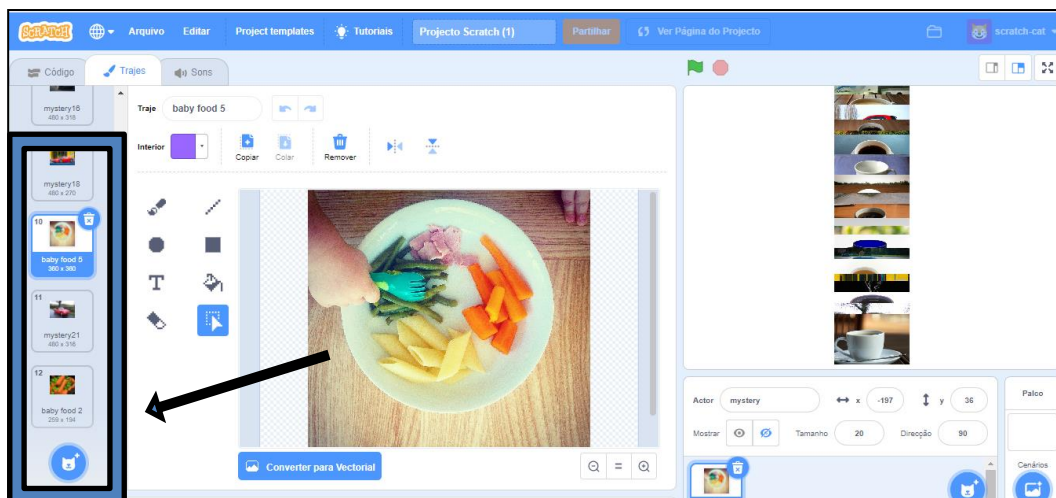 SCRATCH Arquivo Editar Project templates Tutoriais Projecto Scratch (1) Partilhar Ver Página do Projecto scratch-cat
Código Trajes Sons
mystery16
480 x 318
mystery18
480 x 270
10
baby food 5
360 x 360
11
mystery21
480 x 318
12
baby food 2
259 x 194
Traje baby food 5
Interior Copiar Colar Remover
T
Converter para Vectorial
Actor mystery x -197 y 36
Mostrar Tamanho 20 Direcção 90
Palco
Cenários